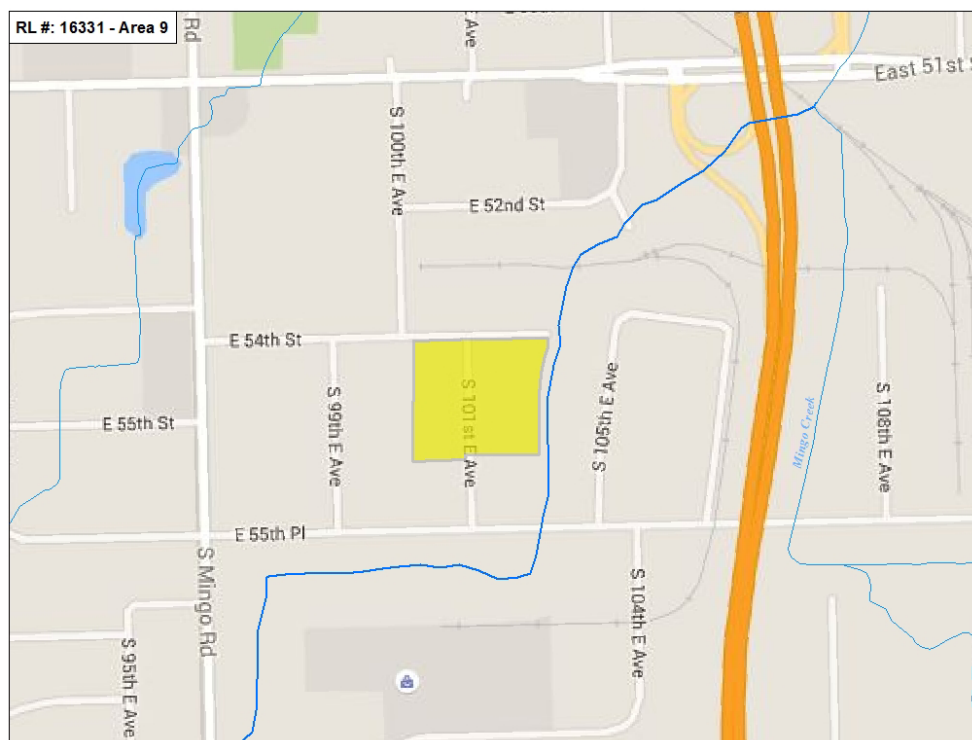 RL #: 16331 - Area 9
Rd
E Ave
East 51st S
S 100th E Ave
E 52nd St
E 54th St
S 99th E Ave
S 101st E Ave
S 105th E Ave
S 108th E Ave
Mingo Creek
E 55th St
E 55th Pl
S Mingo Rd
S 104th E Ave
S 95th E Ave